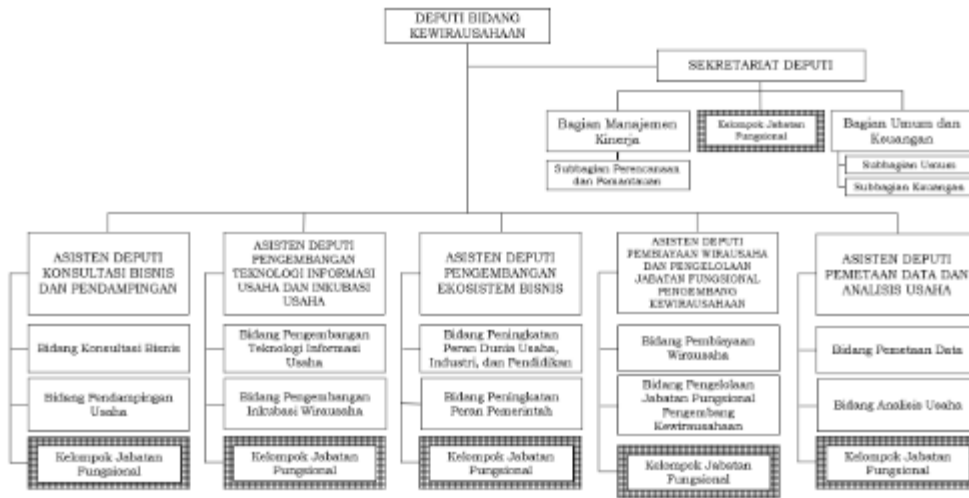 DEPUTI BIDANG
KEWIRAUSAHAAN
SEKRETARIAT DEPUTI
Bagian Manajemen
Kinerja
Kelompok Jabatan
Fungsional
Bagian Umum dan
Keuangan
Subbagian Perencanaan
dan Pemantauan
Subbagian Umum
Subbagian Keuangan
ASISTEN DEPUTI
KONSULTASI BISNIS
DAN PENDAMPINGAN
Bidang Konsultasi Bisnis
Bidang Pendampingan
Usaha
Kelompok Jabatan
Fungsional
ASISTEN DEPUTI
PENGEMBANGAN
TEKNOLOGI INFORMASI
USAHA DAN INKUBASI
USAHA
Bidang Pengembangan
Teknologi Informasi
Usaha
Bidang Pengembangan
Inkubasi Wirausaha
Kelompok Jabatan
Fungsional
ASISTEN DEPUTI
PENGEMBANGAN
EKOSISTEM BISNIS
Bidang Peningkatan
Peran Dunia Usaha,
Industri, dan Pendidikan
Bidang Peningkatan
Peran Pemerintah
Kelompok Jabatan
Fungsional
ASISTEN DEPUTI
PEMBIAYAAN WIRAUSAHA
DAN PENGELOLAAN
JABATAN FUNGSIONAL
PENGEMBANG
KEWIRAUSAHAAN
Bidang Pembiayaan
Wirausaha
Bidang Pengelolaan
Jabatan Fungsional
Pengembang
Kewirausahaan
Kelompok Jabatan
Fungsional
ASISTEN DEPUTI
PEMETAAN DATA DAN
ANALISIS USAHA
Bidang Pemetaan Data
Bidang Analisis Usaha
Kelompok Jabatan
Fungsional